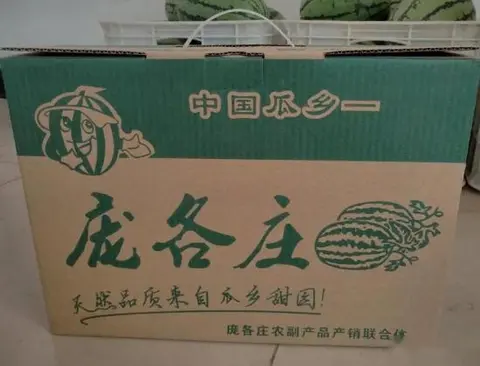 中国瓜乡一
庞各庄
天然品质来自瓜乡甜园!
庞各庄农副产品产销联合体